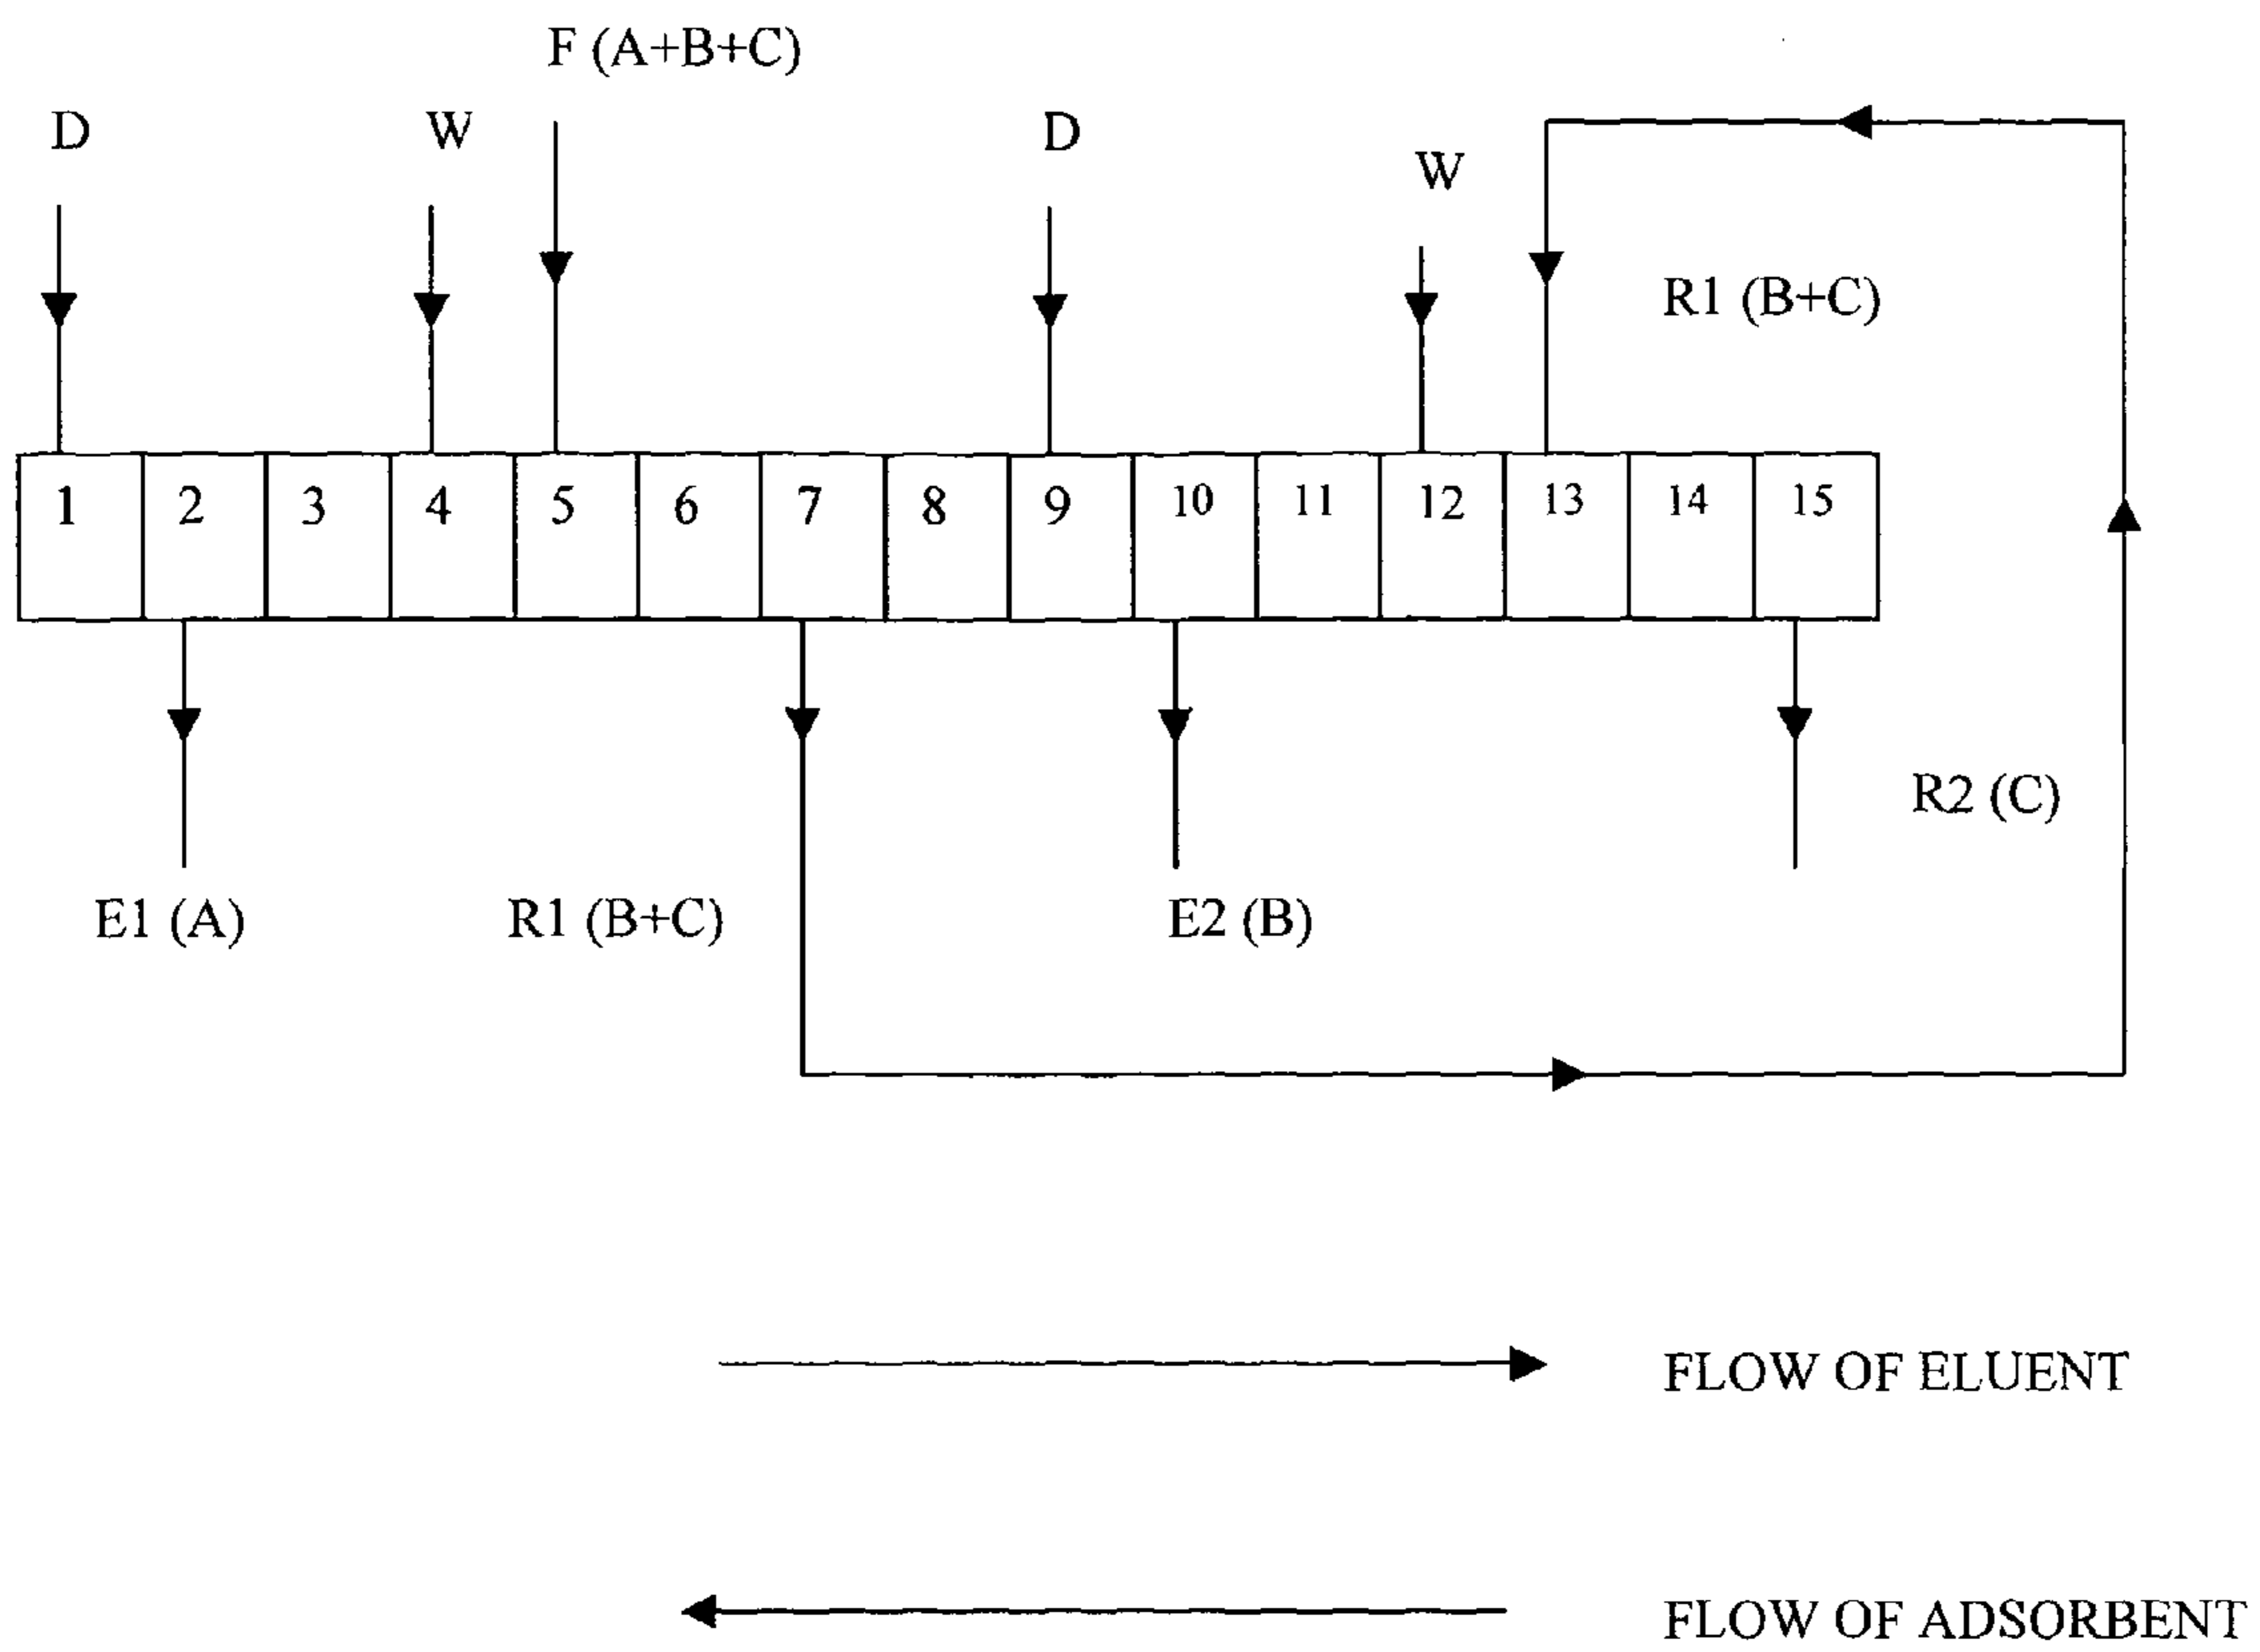 F (A+B+C)
D
W
D
W
R1 (B+C)
1 2 3 4 5 6 7 8 9 10 11 12 13 14 15
R2 (C)
E1 (A)
R1 (B+C)
E2 (B)
FLOW OF ELUENT
FLOW OF ADSORBENT